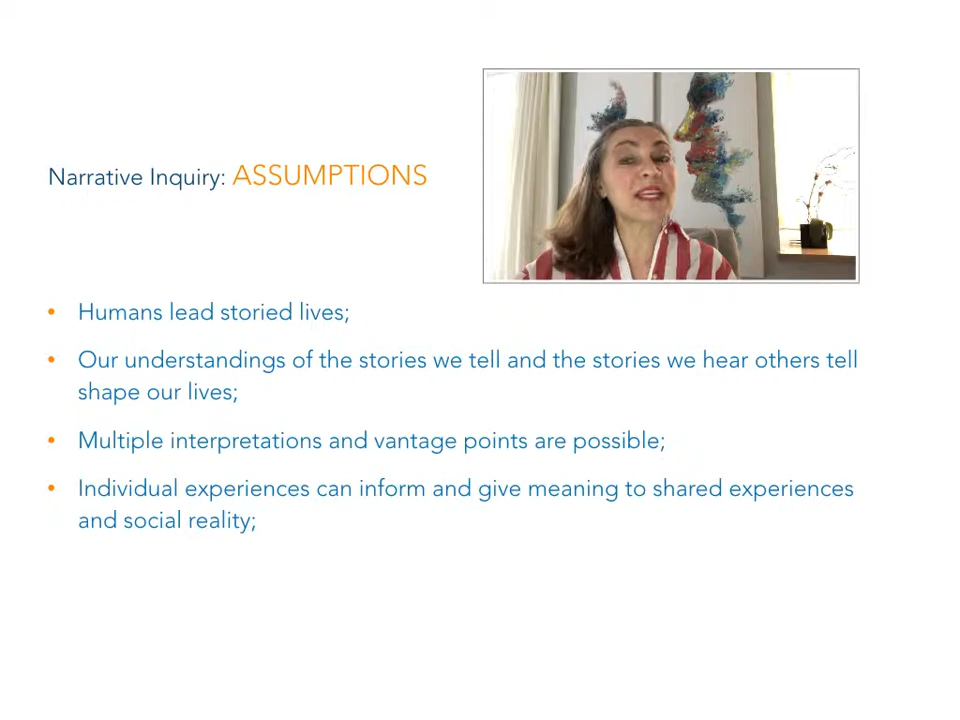 Narrative Inquiry: ASSUMPTIONS
• Humans lead storied lives;
• Our understandings of the stories we tell and the stories we hear others tell
shape our lives;
• Multiple interpretations and vantage points are possible;
• Individual experiences can inform and give meaning to shared experiences
and social reality;